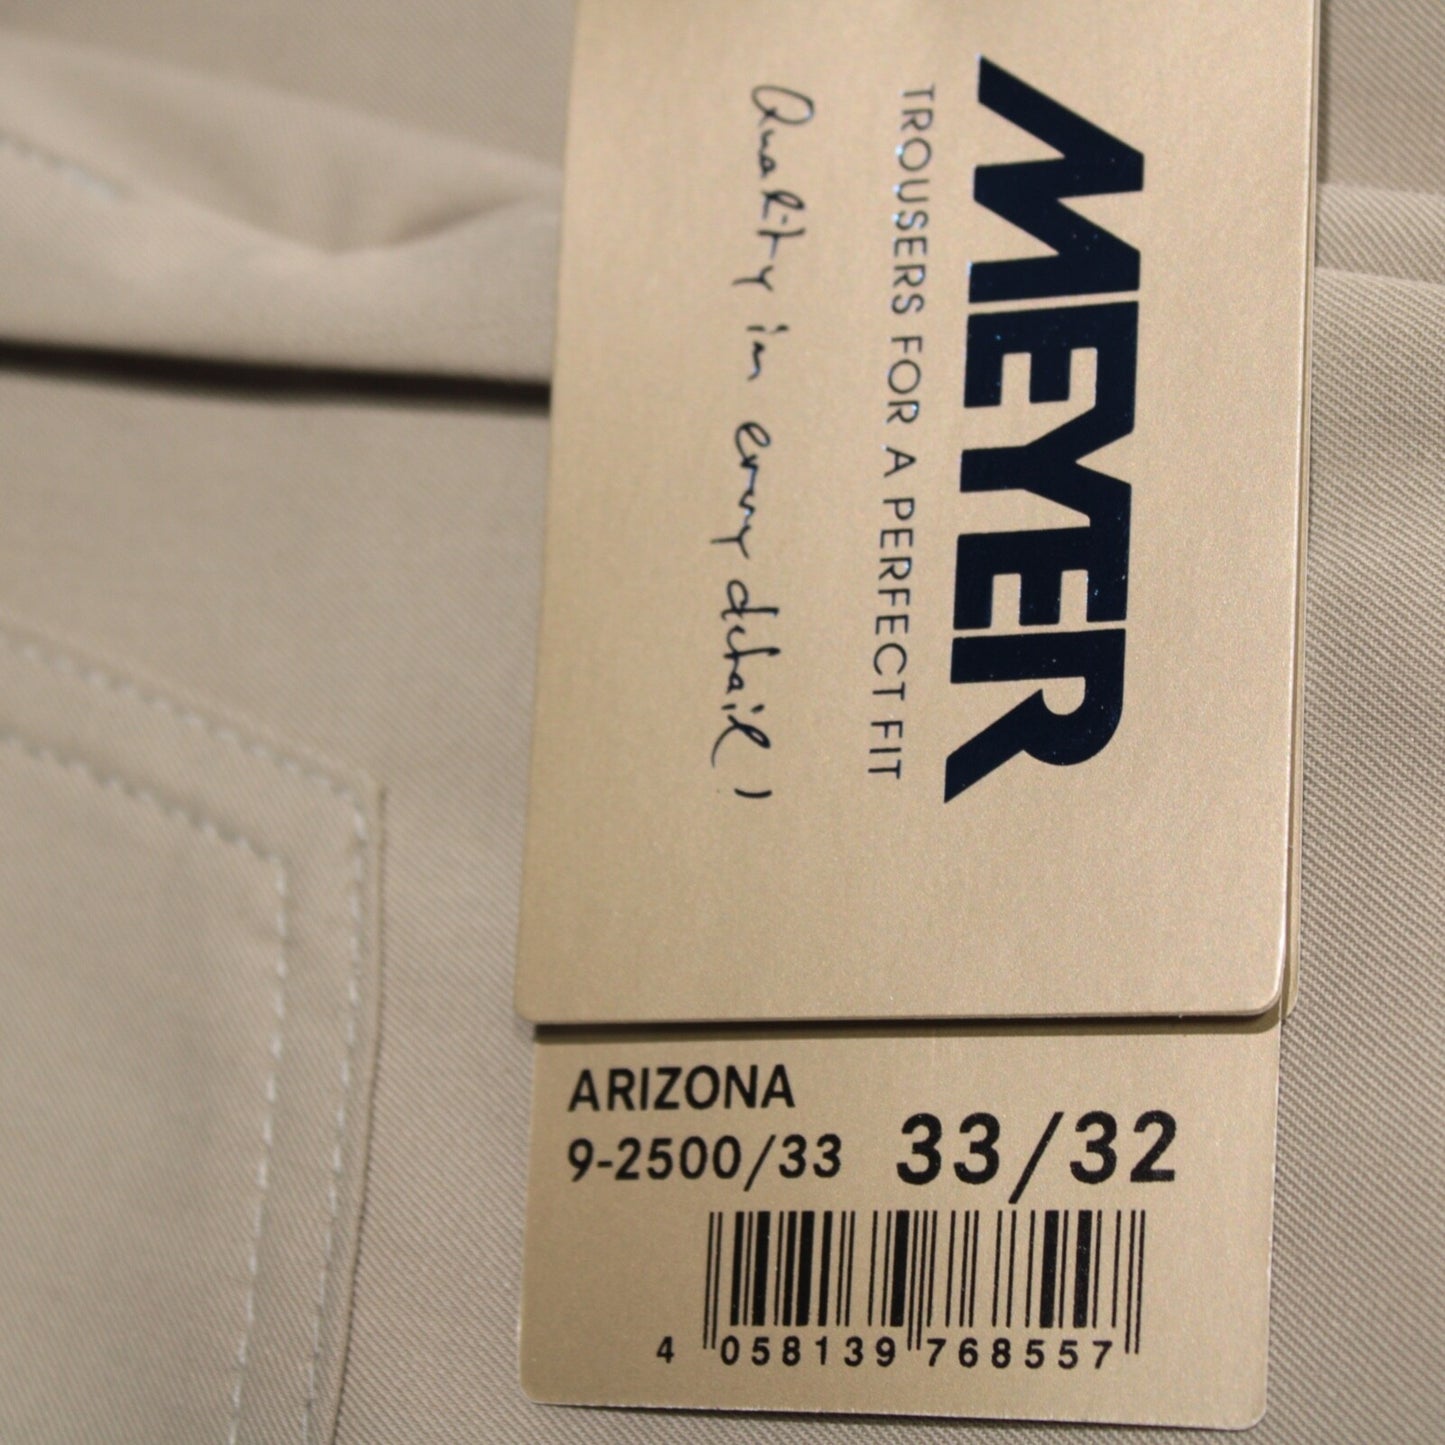 MEYER
TROUSERS FOR A PERFECT FIT
Quality in every detail!
ARIZONA
9-2500/33 33/32
4 058139 768557